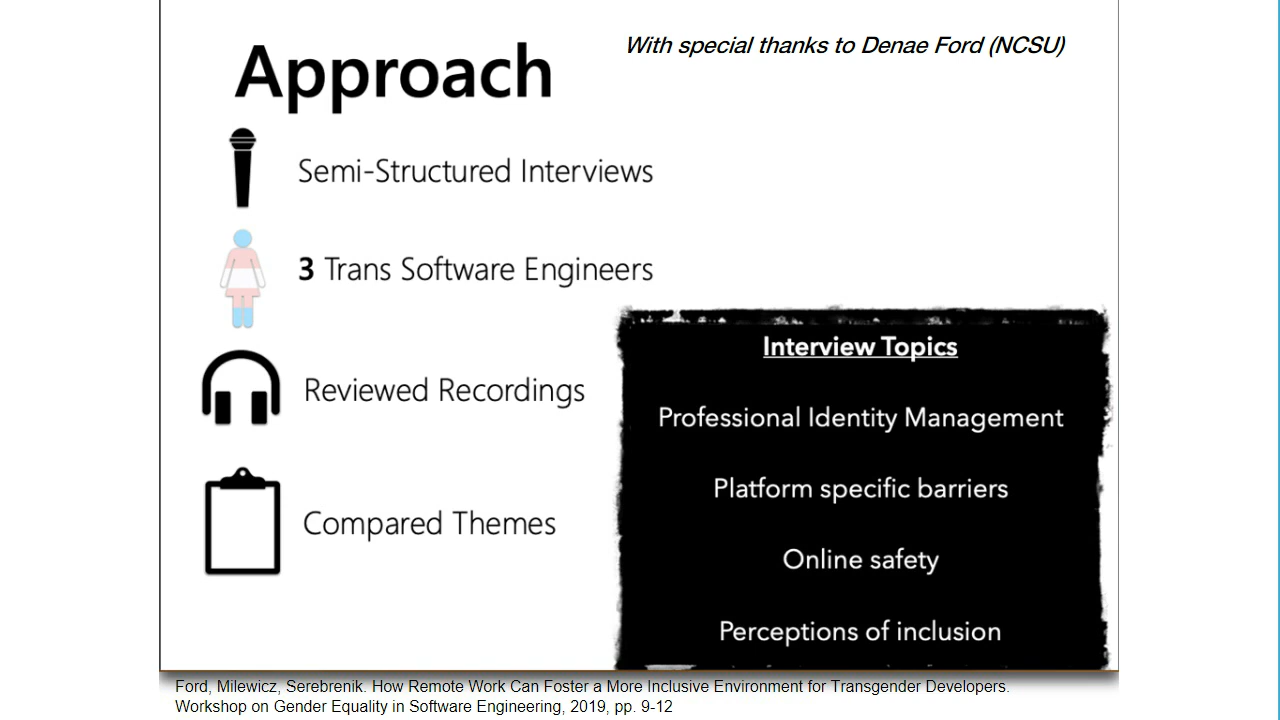 Approach
With special thanks to Denae Ford (NCSU)
Semi-Structured Interviews
3 Trans Software Engineers
Reviewed Recordings
Compared Themes
Interview Topics
Professional Identity Management
Platform specific barriers
Online safety
Perceptions of inclusion
Ford, Milewicz, Serebrenik. How Remote Work Can Foster a More Inclusive Environment for Transgender Developers.
Workshop on Gender Equality in Software Engineering, 2019, pp. 9-12